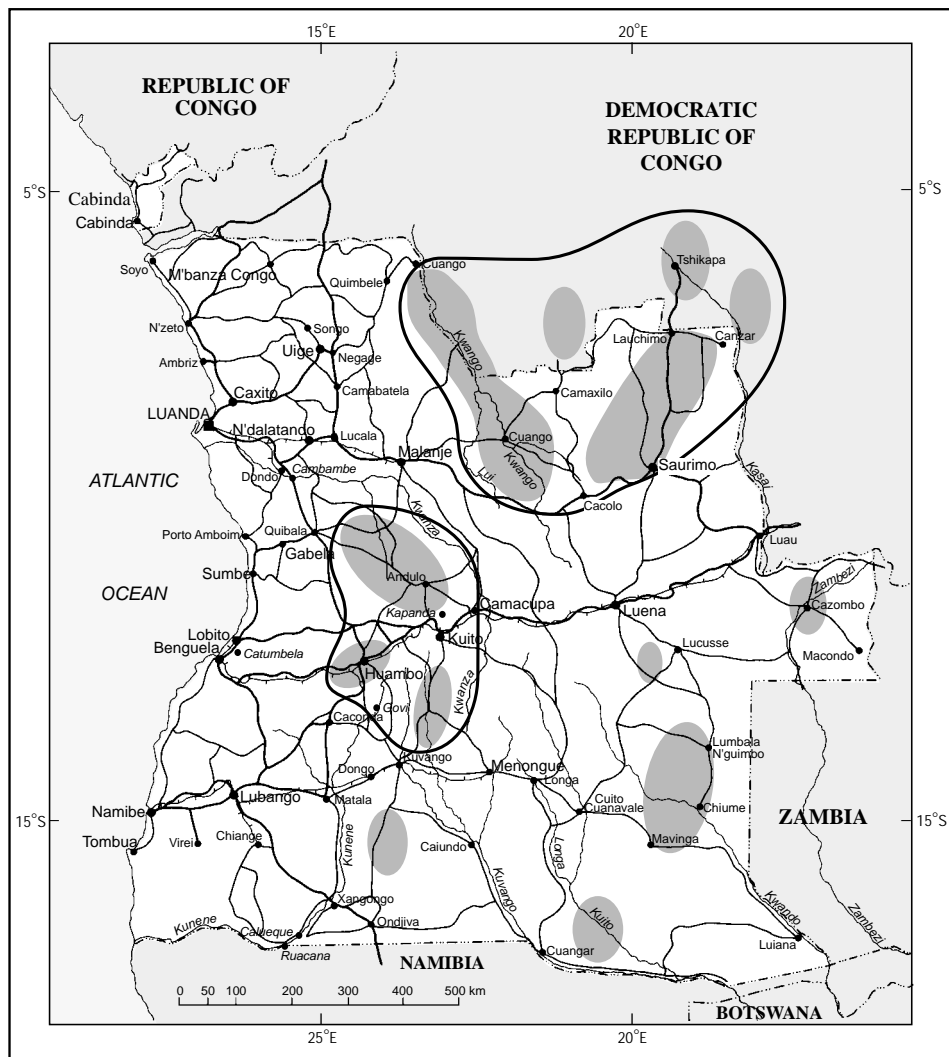 15°E
20°E
REPUBLIC OF
CONGO
DEMOCRATIC
REPUBLIC OF
CONGO
5°S
5°S
Cabinda
Cabinda
Soyo
M'banza Congo
Cuango
Tshikapa
Quimbele
N'zeto
Songo
Kwango
Lauchimo
Canzar
Uige
Negage
Ambriz
Camabatela
Camaxilo
Caxito
LUANDA
N'dalatando
Lucala
Cuango
Malanje
Kwango
Lui
Saurimo
Kasai
ATLANTIC
Dondo
Cambambe
Cacolo
Kwanza
Porto Amboim
Quibala
Luau
Gabela
Sumbe
Andulo
Zambezi
OCEAN
Kapanda
Camacupa
Luena
Cazombo
Lobito
Kuito
Benguela
Catumbela
Lucusse
Macondo
Huambo
Kwanza
Govi
Caconda
Lumbala
N'guimbo
Kuvango
Dongo
Menongue
Longa
Lubango
Matala
Cuito
Cuanavale
Chiume
Namibe
ZAMBIA
15°S
15°S
Tombua
Virei
Chiange
Kunene
Caiundo
Longa
Mavinga
Kuvango
Xangongo
Kuito
Kwando
Zambezi
Kunene
Calueque
Ondjiva
Luiana
Ruacana
NAMIBIA
Cuangar
0 50 100 200 300 400 500 km
BOTSWANA
25°E
20°E